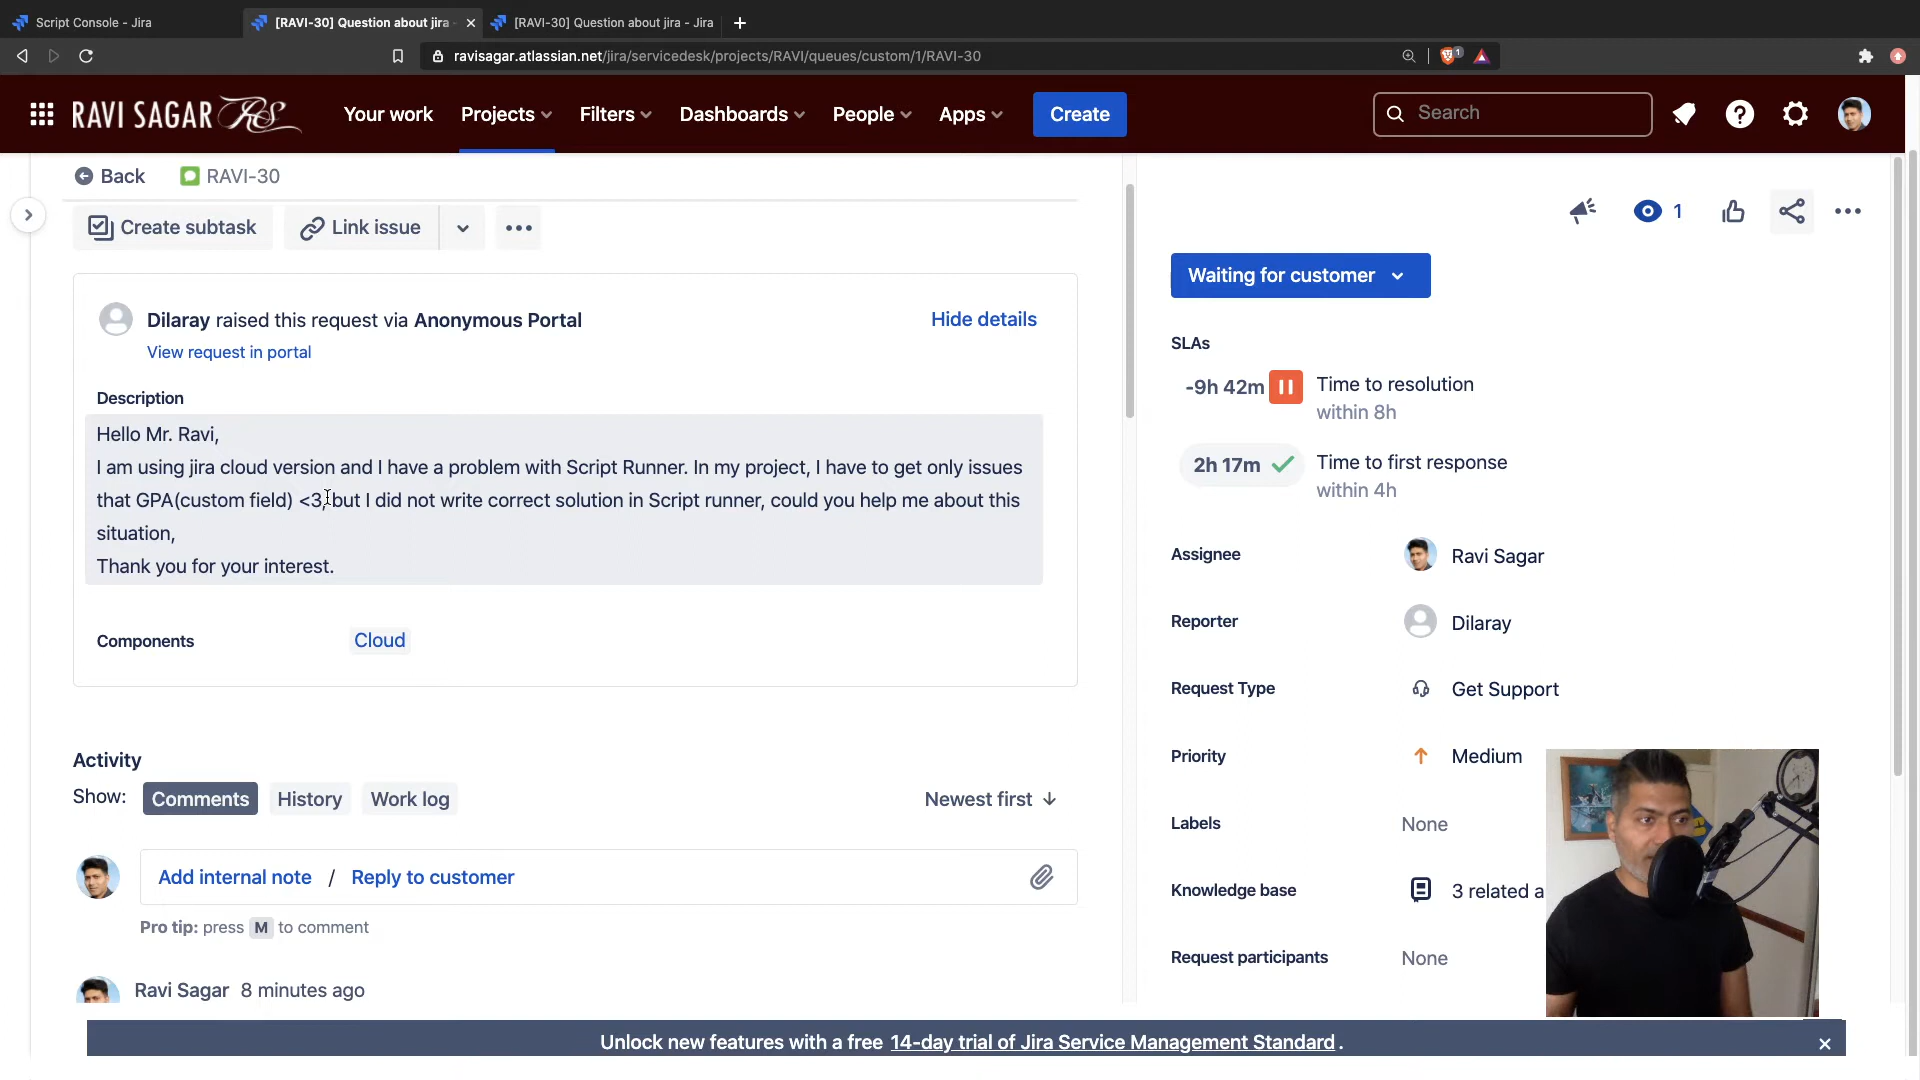 Script Console - Jira
[RAVI-30] Question about jira -
[RAVI-30] Question about jira - Jira
ravisagar.atlassian.net/jira/servicedesk/projects/RAVI/queues/custom/1/RAVI-30
1
RAVI SAGAR RS
Your work
Projects
Filters
Dashboards
People
Apps
Create
Search
Back
RAVI-30
Create subtask
Link issue
1
Waiting for customer
Dilaray raised this request via Anonymous Portal
Hide details
View request in portal
Description
Hello Mr. Ravi,
I am using jira cloud version and I have a problem with Script Runner. In my project, I have to get only issues
that GPA(custom field) <3, but I did not write correct solution in Script runner, could you help me about this
situation,
Thank you for your interest.
Components
Cloud
Activity
Show:
Comments
History
Work log
Newest first
Add internal note / Reply to customer
Pro tip: press M to comment
Ravi Sagar 8 minutes ago
SLAs
-9h 42m
Time to resolution
within 8h
2h 17m
Time to first response
within 4h
Assignee
Ravi Sagar
Reporter
Dilaray
Request Type
Get Support
Priority
Medium
Labels
None
Knowledge base
3 related a
Request participants
None
Unlock new features with a free 14-day trial of Jira Service Management Standard.